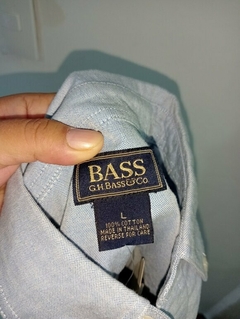 BASS
G.H.BASS&CO.
L
100% COTTON
MADE IN THAILAND
REVERSE FOR CARE